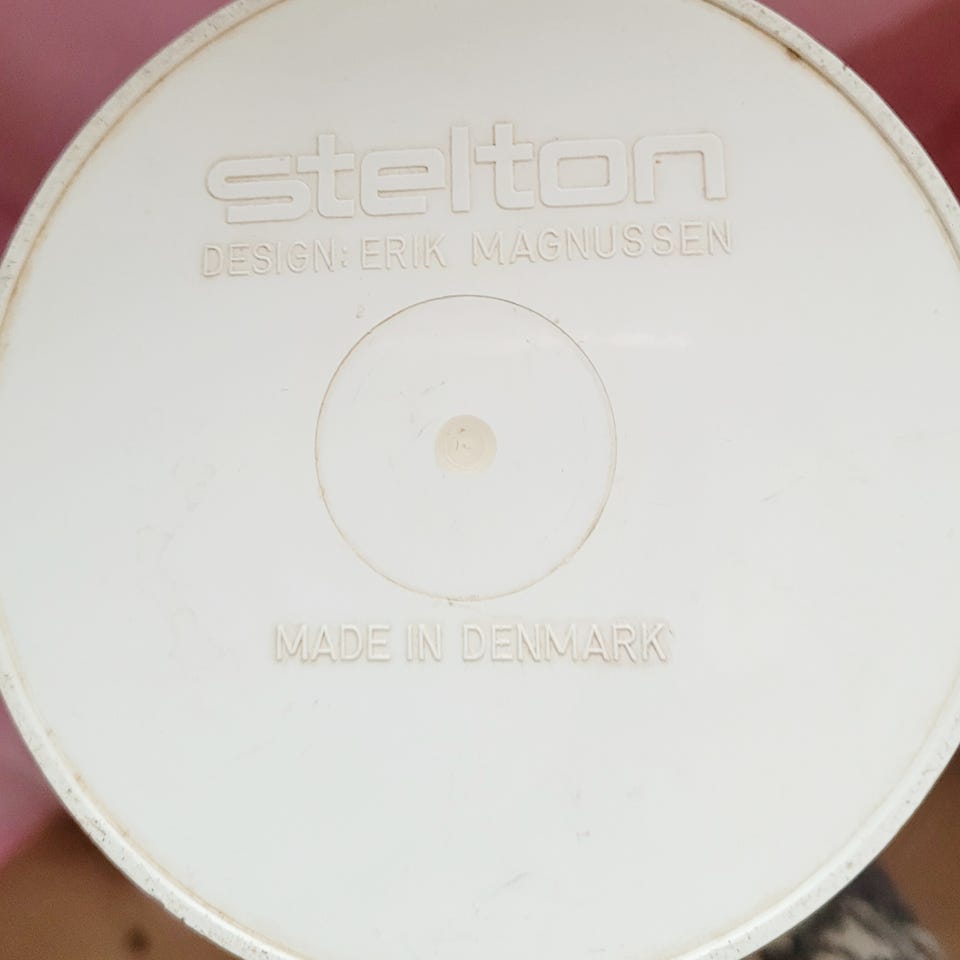 stelton
DESIGN: ERIK MAGNUSSEN
MADE IN DENMARK